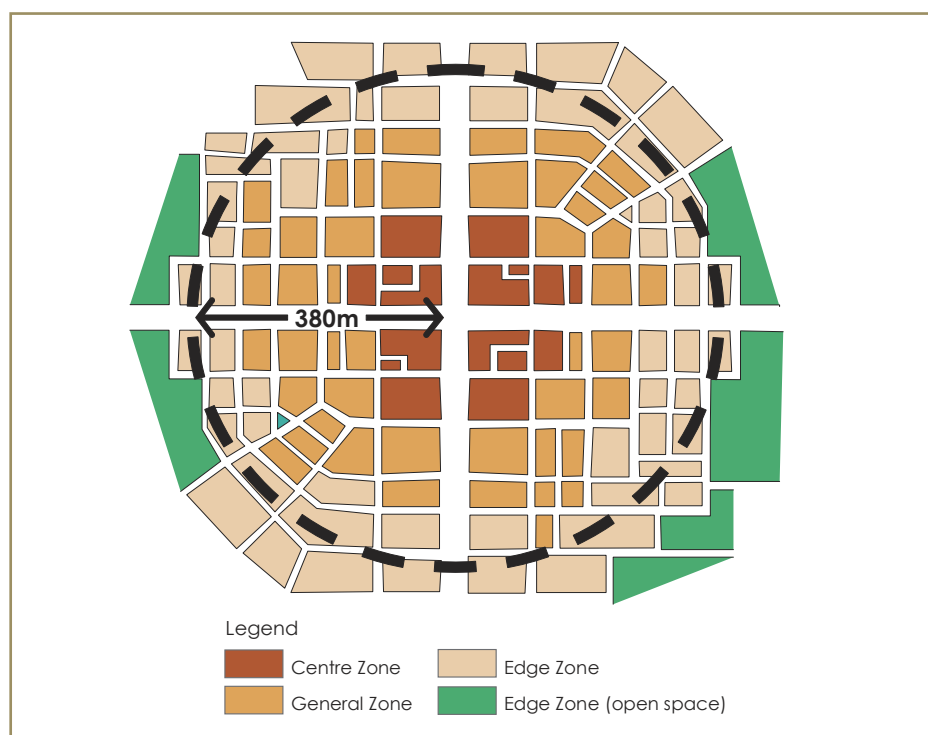 380m
Legend
Centre Zone
Edge Zone
General Zone
Edge Zone (open space)